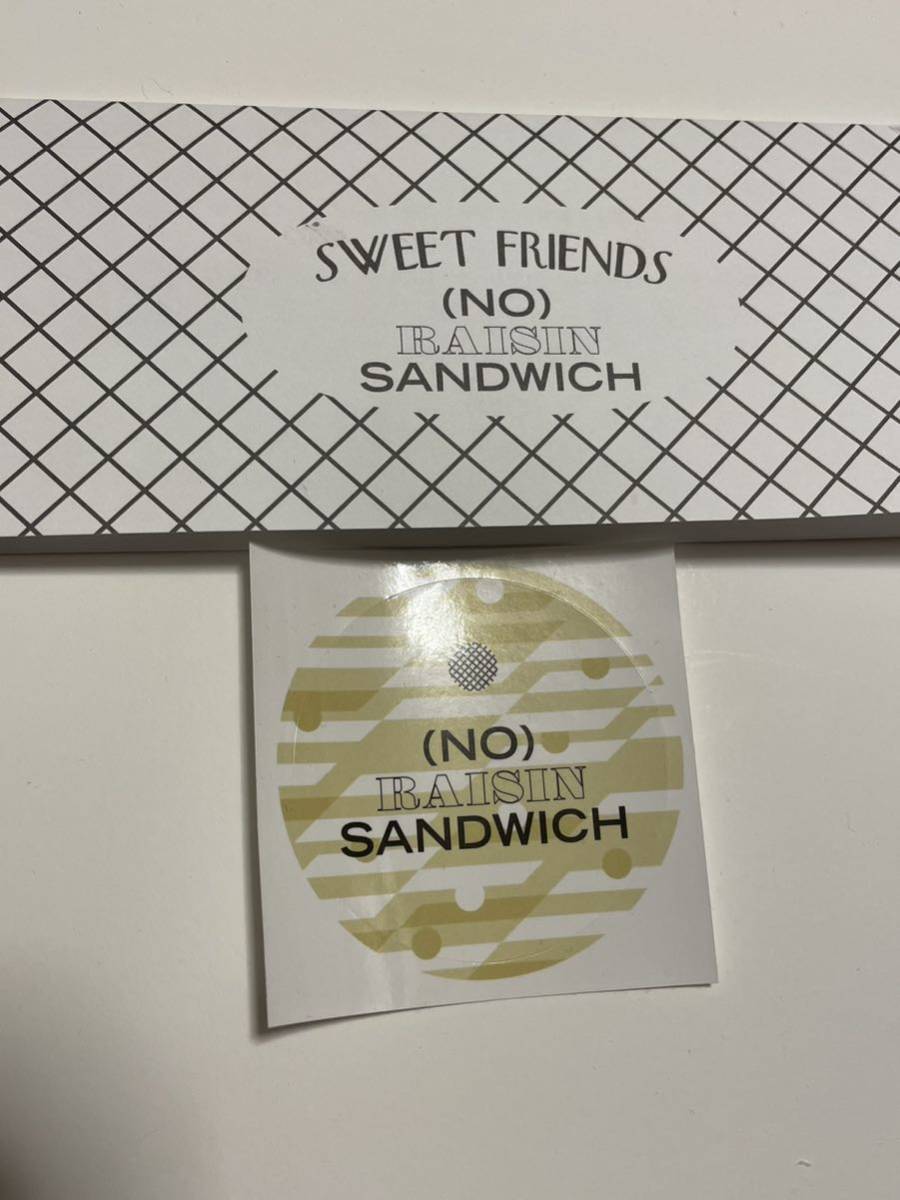 SWEET FRIENDS
(NO)
RAISIN
SANDWICH
(NO)
RAISIN
SANDWICH